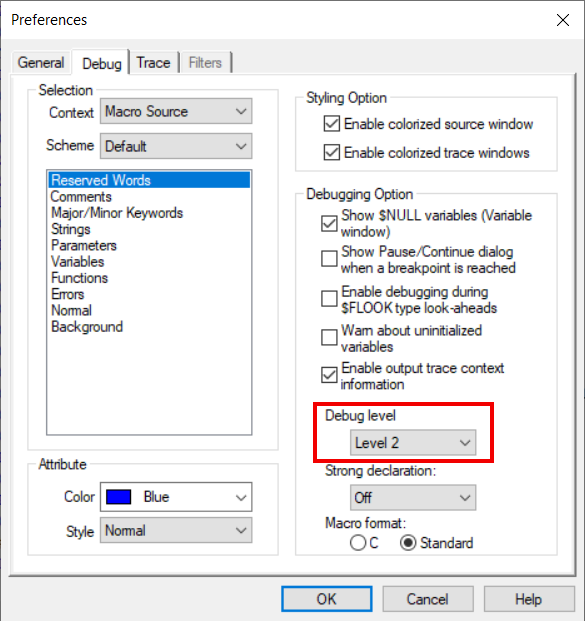 Preferences
General Debug Trace Filters
Selection
Context Macro Source
Scheme Default
Reserved Words
Comments
Major/Minor Keywords
Strings
Parameters
Variables
Functions
Errors
Normal
Background
Attribute
Color Blue
Style Normal
Styling Option
Enable colorized source window
Enable colorized trace windows
Debugging Option
Show $NULL variables (Variable
window)
Show Pause/Continue dialog
when a breakpoint is reached
Enable debugging during
$FLOOK type look-aheads
Warn about uninitialized
variables
Enable output trace context
information
Debug level
Level 2
Strong declaration:
Off
Macro format:
C Standard
OK Cancel Help